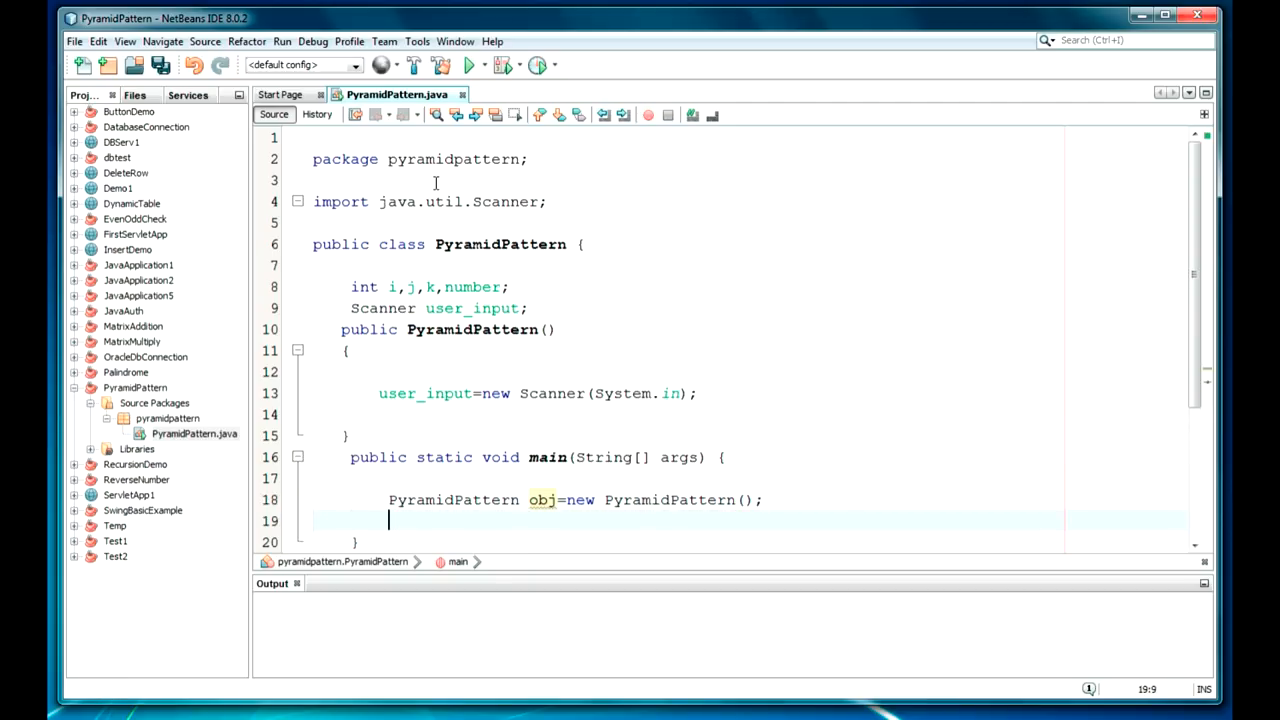 PyramidPattern - NetBeans IDE 8.0.2
File Edit View Navigate Source Refactor Run Debug Profile Team Tools Window Help
Search (Ctrl+I)
<default config>
Proj... Files Services
Start Page PyramidPattern.java
Source History
ButtonDemo
DatabaseConnection
DBServ1
dbtest
DeleteRow
Demo1
DynamicTable
EvenOddCheck
FirstServletApp
InsertDemo
JavaApplication1
JavaApplication2
JavaApplication5
JavaAuth
MatrixAddition
MatrixMultiply
OracleDbConnection
Palindrome
PyramidPattern
Source Packages
pyramidpattern
PyramidPattern.java
Libraries
RecursionDemo
ReverseNumber
ServletApp1
SwingBasicExample
Temp
Test1
Test2
1
2 package pyramidpattern;
3
4 import java.util.Scanner;
5
6 public class PyramidPattern {
7
8 int i,j,k,number;
9 Scanner user_input;
10 public PyramidPattern()
11 {
12
13 user_input=new Scanner(System.in);
14
15 }
16 public static void main(String[] args) {
17
18 PyramidPattern obj=new PyramidPattern();
19
20 }
pyramidpattern.PyramidPattern main
Output
1 19:9 INS